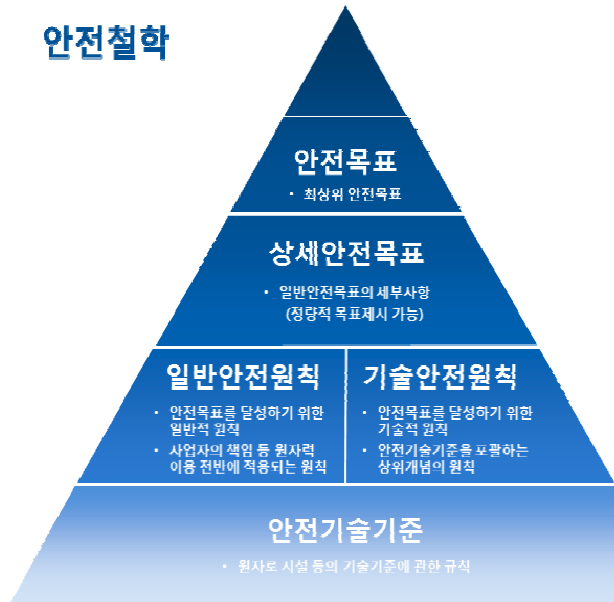 안전철학
안전목표
• 최상위 안전목표
상세안전목표
• 일반안전목표의 세부사항
(정량적 목표제시 가능)
일반안전원칙
• 안전목표를 달성하기 위한
일반적 원칙
• 사업자의 책임 등 원자력
이용 전반에 적용되는 원칙
기술안전원칙
• 안전목표를 달성하기 위한
기술적 원칙
• 안전기술기준을 포괄하는
상위개념의 원칙
안전기술기준
• 원자로 시설 등의 기술기준에 관한 규칙